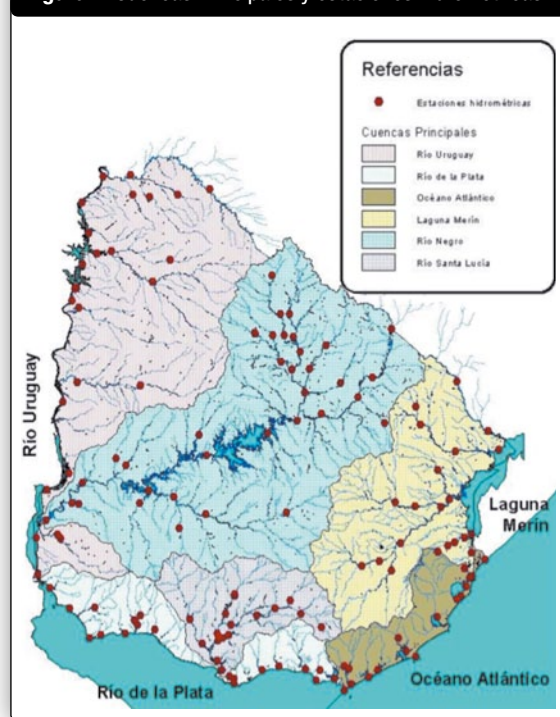 Referencias
Estaciones hidrométricas
Cuencas Principales
Río Uruguay
Río de la Plata
Océano Atlántico
Laguna Merín
Río Negro
Río Santa Lucía
Río Uruguay
Laguna
Merín
Océano Atlántico
Río de la Plata